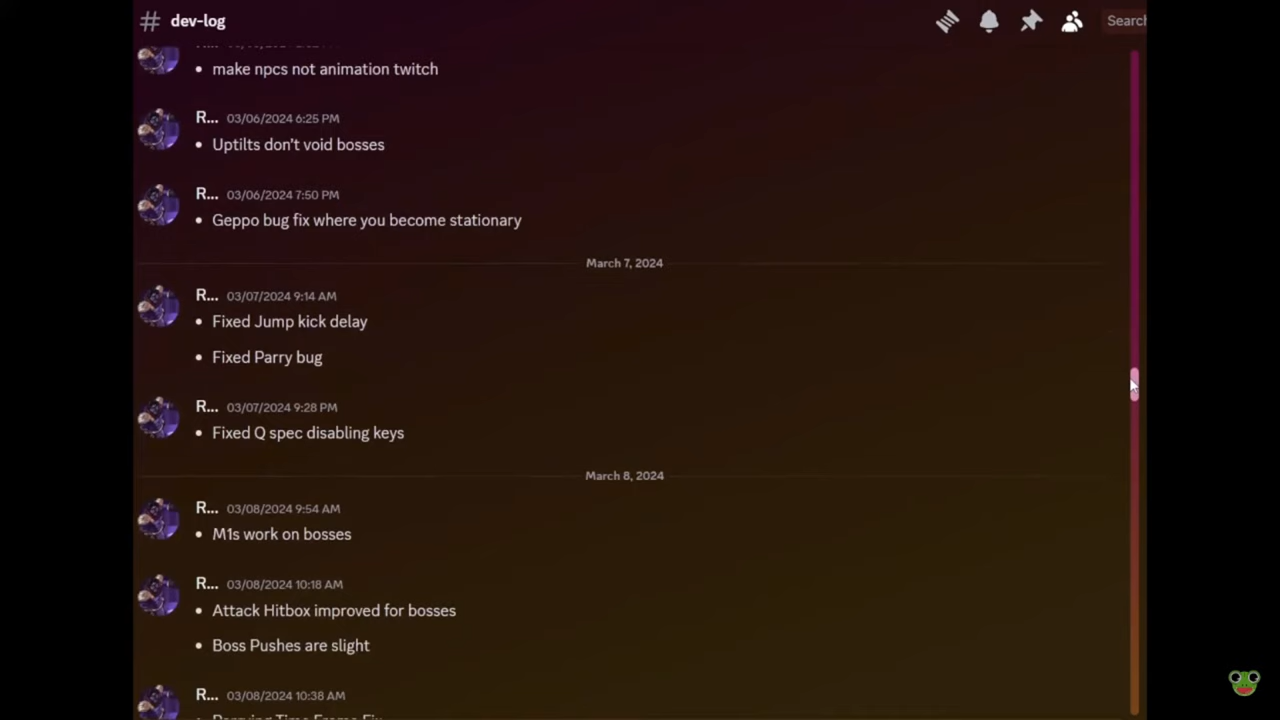 dev-log
Search
• make npcs not animation twitch
R... 03/06/2024 6:25 PM
• Uptilts don't void bosses
R... 03/06/2024 7:50 PM
• Geppo bug fix where you become stationary
March 7, 2024
R... 03/07/2024 9:14 AM
• Fixed Jump kick delay
• Fixed Parry bug
R... 03/07/2024 9:28 PM
• Fixed Q spec disabling keys
March 8, 2024
R... 03/08/2024 9:54 AM
• M1s work on bosses
R... 03/08/2024 10:18 AM
• Attack Hitbox improved for bosses
• Boss Pushes are slight
R... 03/08/2024 10:38 AM
• Parrying Time Frame Fix